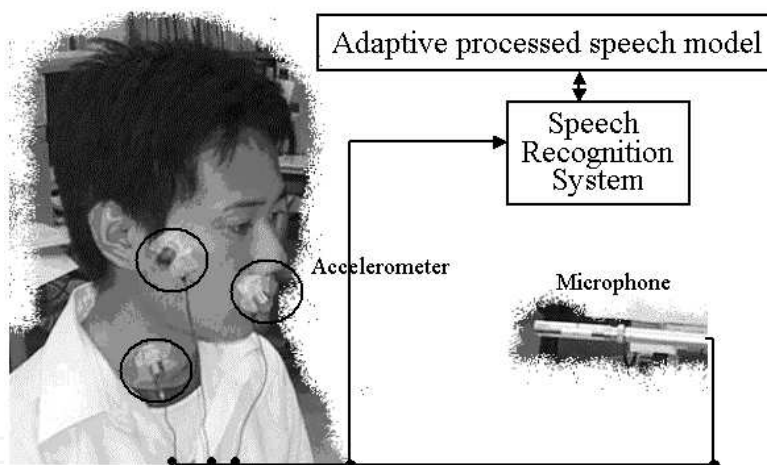 Adaptive processed speech model
Speech
Recognition
System
Accelerometer
Microphone